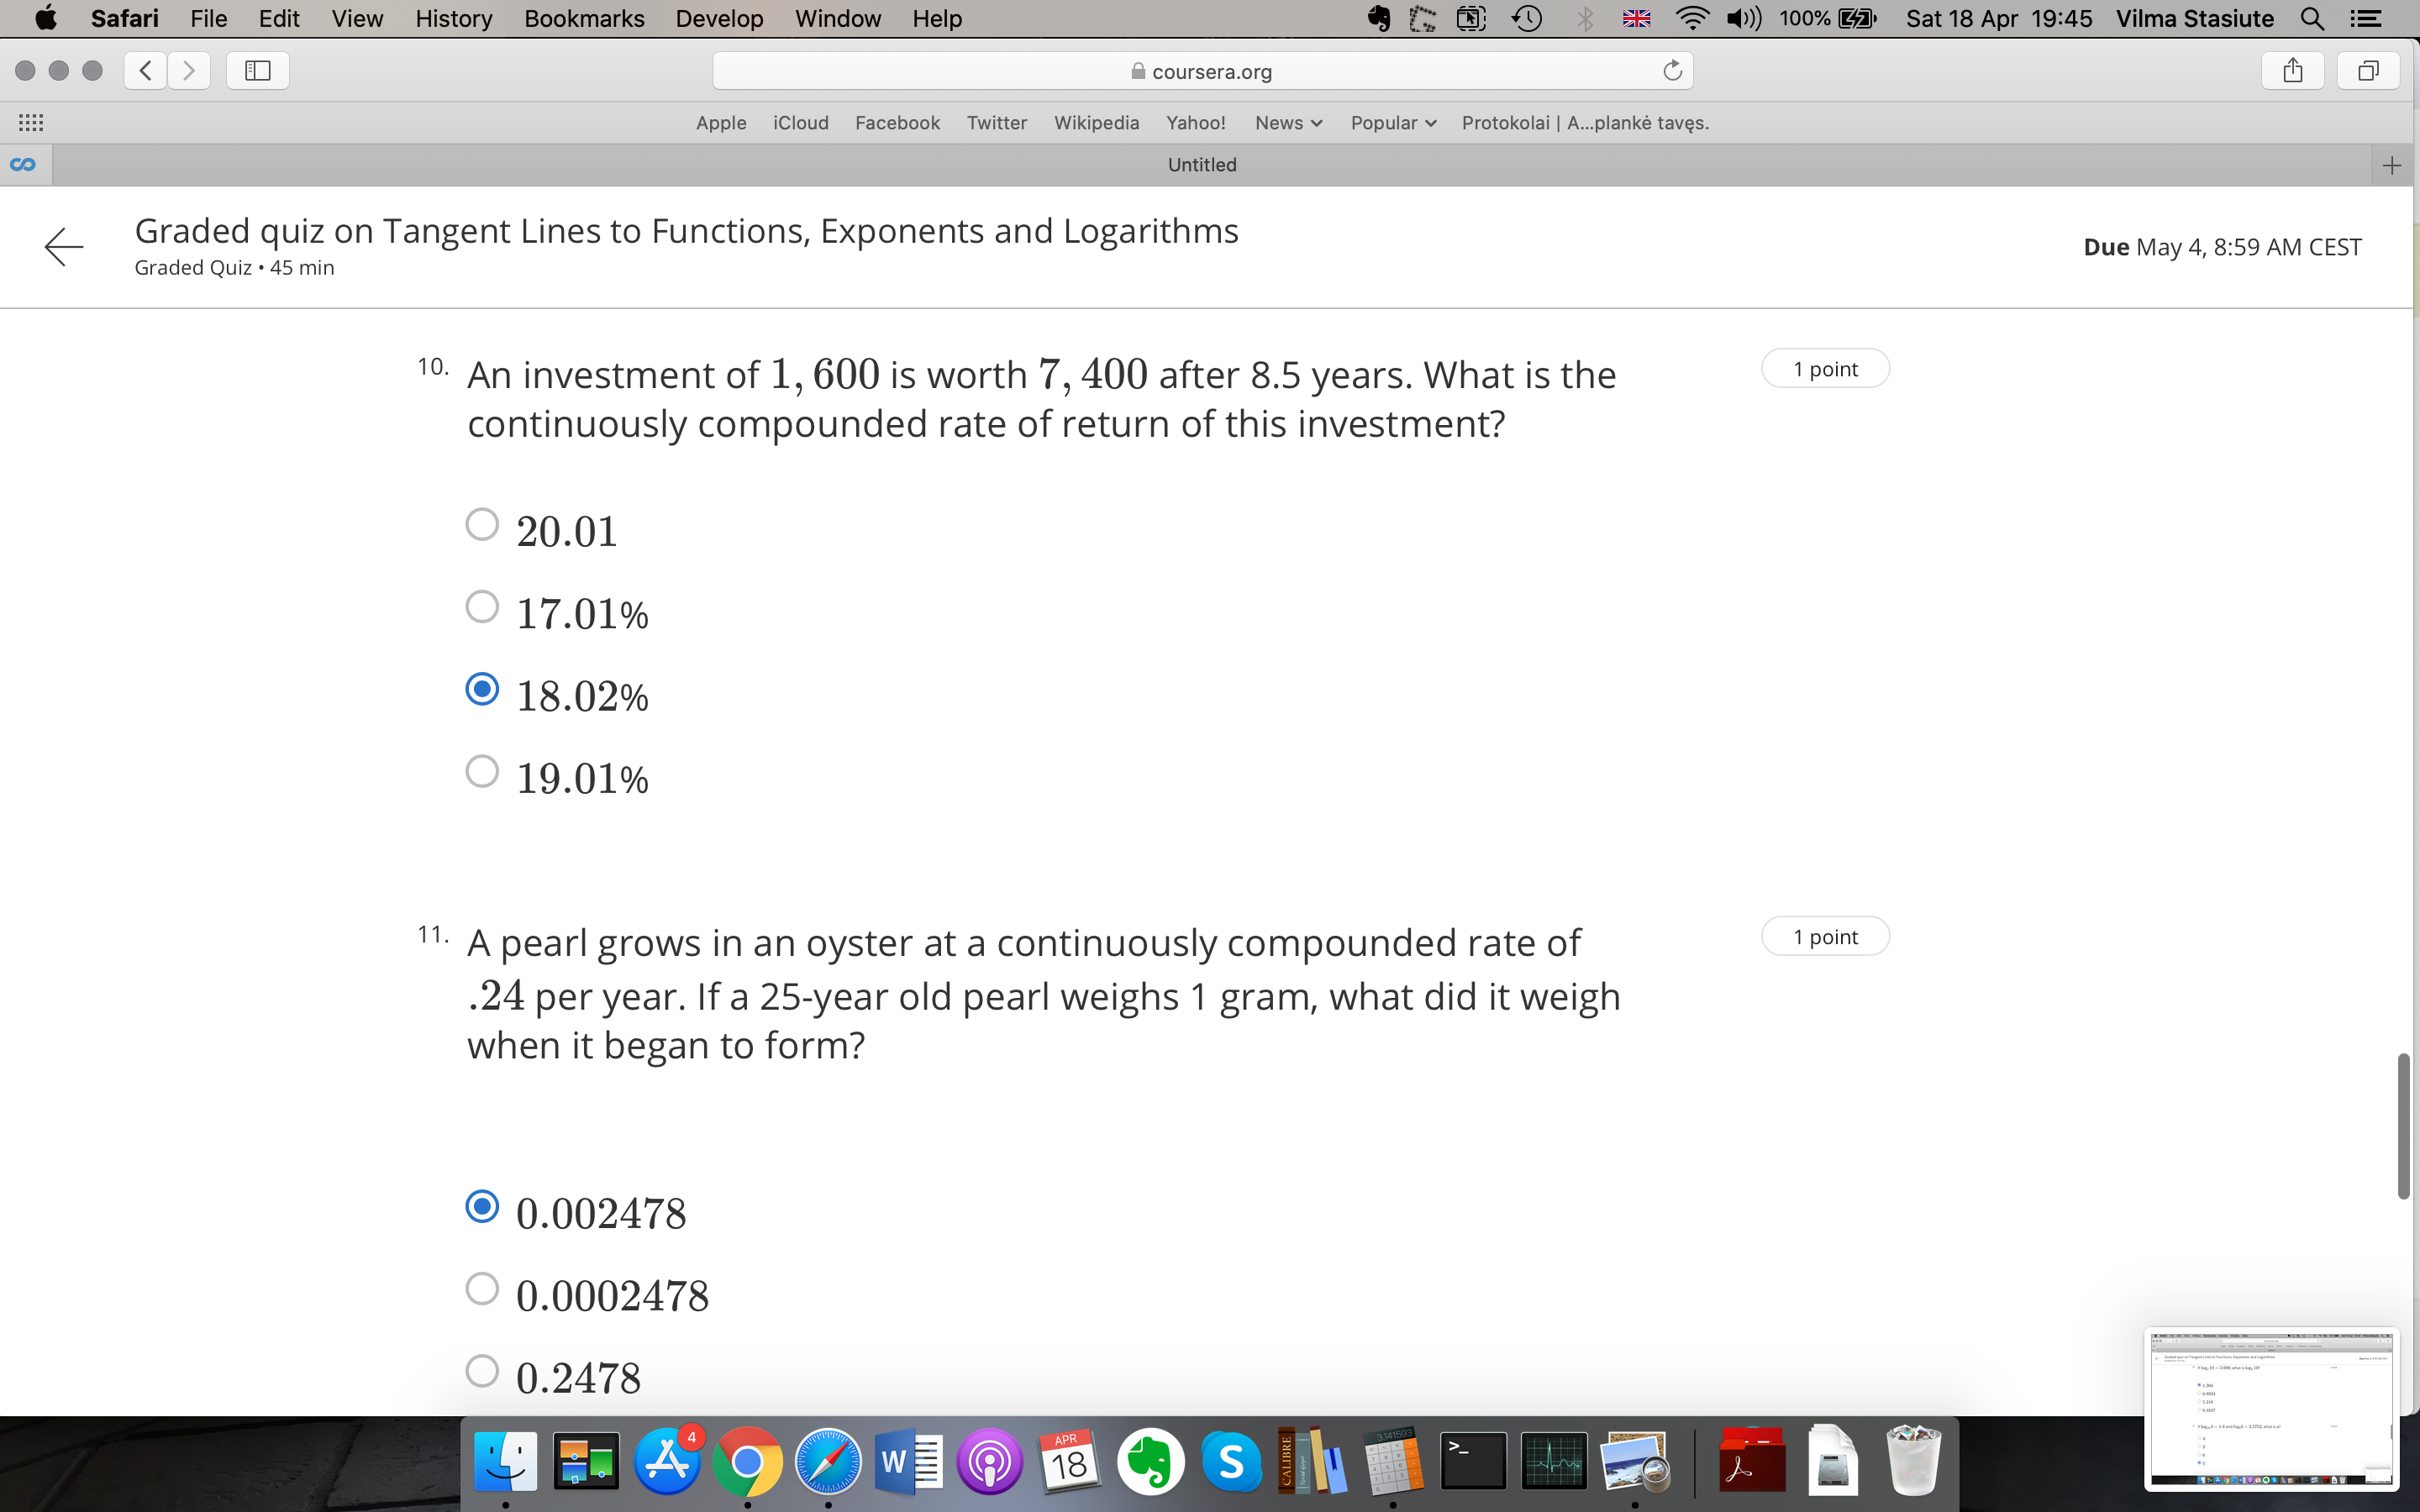 Safari File Edit View History Bookmarks Develop Window Help 100% Sat 18 Apr 19:45 Vilma Stasiute
coursera.org
Apple iCloud Facebook Twitter Wikipedia Yahoo! News Popular Protokolai | A...plankė tavęs.
Untitled
Graded quiz on Tangent Lines to Functions, Exponents and Logarithms
Graded Quiz • 45 min
Due May 4, 8:59 AM CEST
10. An investment of 1,600 is worth 7,400 after 8.5 years. What is the
continuously compounded rate of return of this investment?
1 point
20.01
17.01%
18.02%
19.01%
11. A pearl grows in an oyster at a continuously compounded rate of
.24 per year. If a 25-year old pearl weighs 1 gram, what did it weigh
when it began to form?
1 point
0.002478
0.0002478
0.2478
4
W
APR
18
S
CALIBRE
3.141593
>_